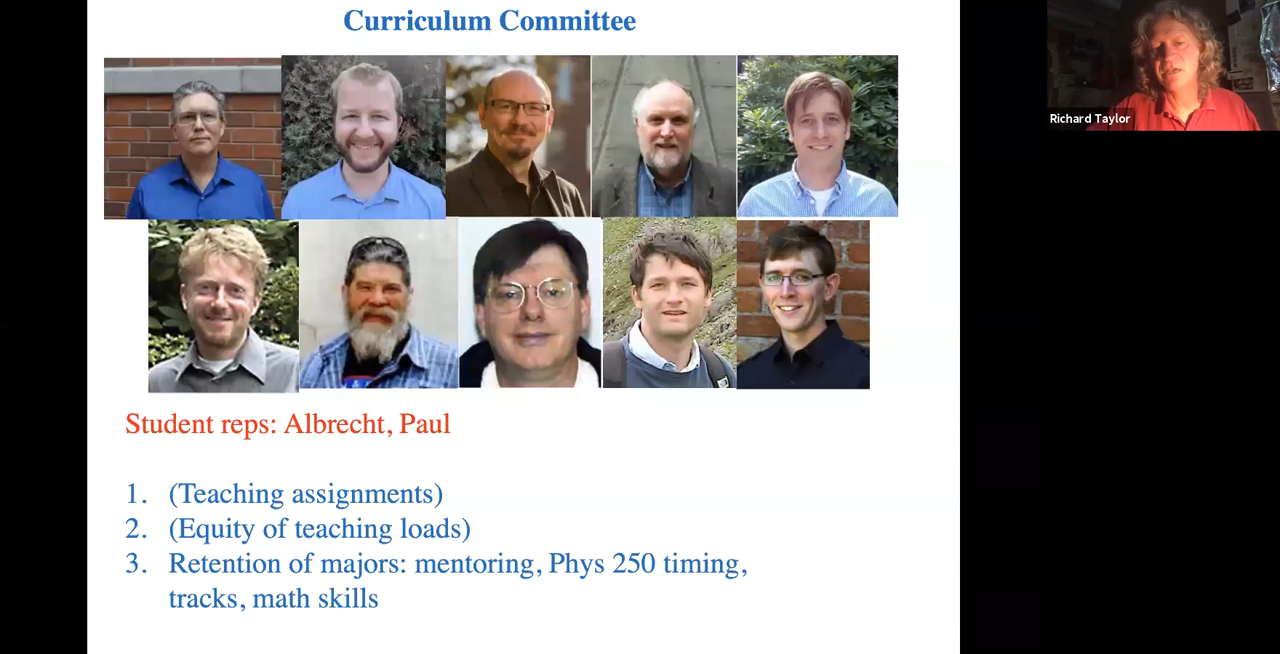 Curriculum Committee
Richard Taylor
Student reps: Albrecht, Paul
1. (Teaching assignments)
2. (Equity of teaching loads)
3. Retention of majors: mentoring, Phys 250 timing,
tracks, math skills